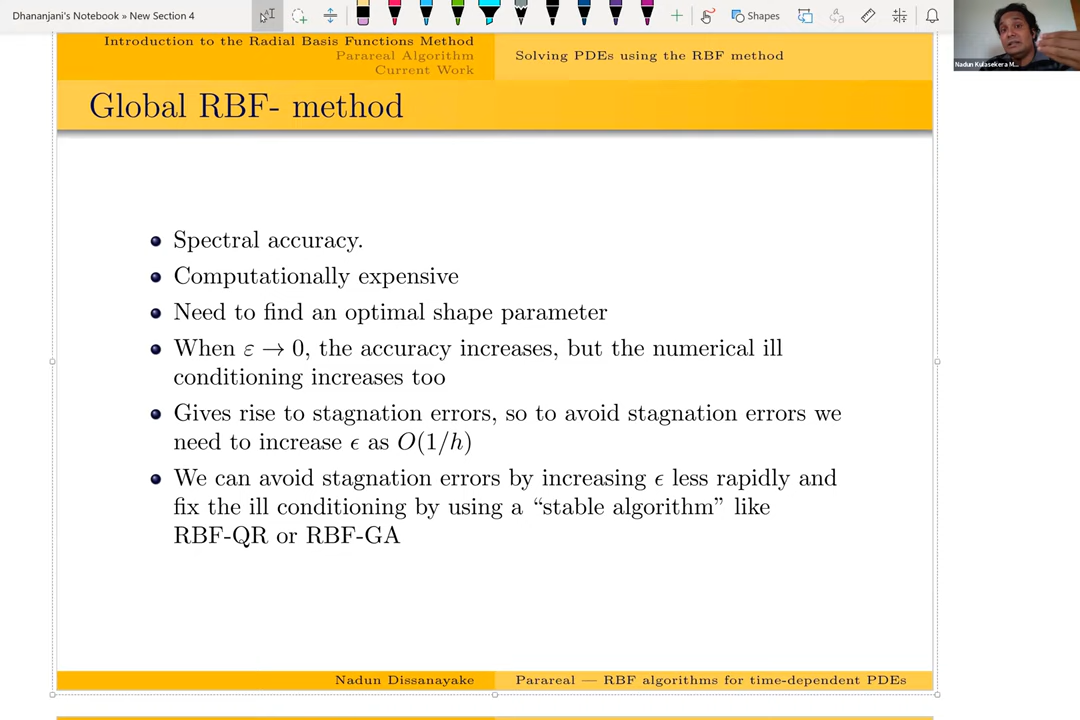 Dhananjani's Notebook » New Section 4
Shapes
Nadun Kulasekera M...
Introduction to the Radial Basis Functions Method
Parareal Algorithm
Current Work
Solving PDEs using the RBF method
Global RBF- method
Spectral accuracy.
Computationally expensive
Need to find an optimal shape parameter
When ε → 0, the accuracy increases, but the numerical ill
conditioning increases too
Gives rise to stagnation errors, so to avoid stagnation errors we
need to increase ϵ as O(1/h)
We can avoid stagnation errors by increasing ϵ less rapidly and
fix the ill conditioning by using a “stable algorithm” like
RBF-QR or RBF-GA
Nadun Dissanayake
Parareal — RBF algorithms for time-dependent PDEs